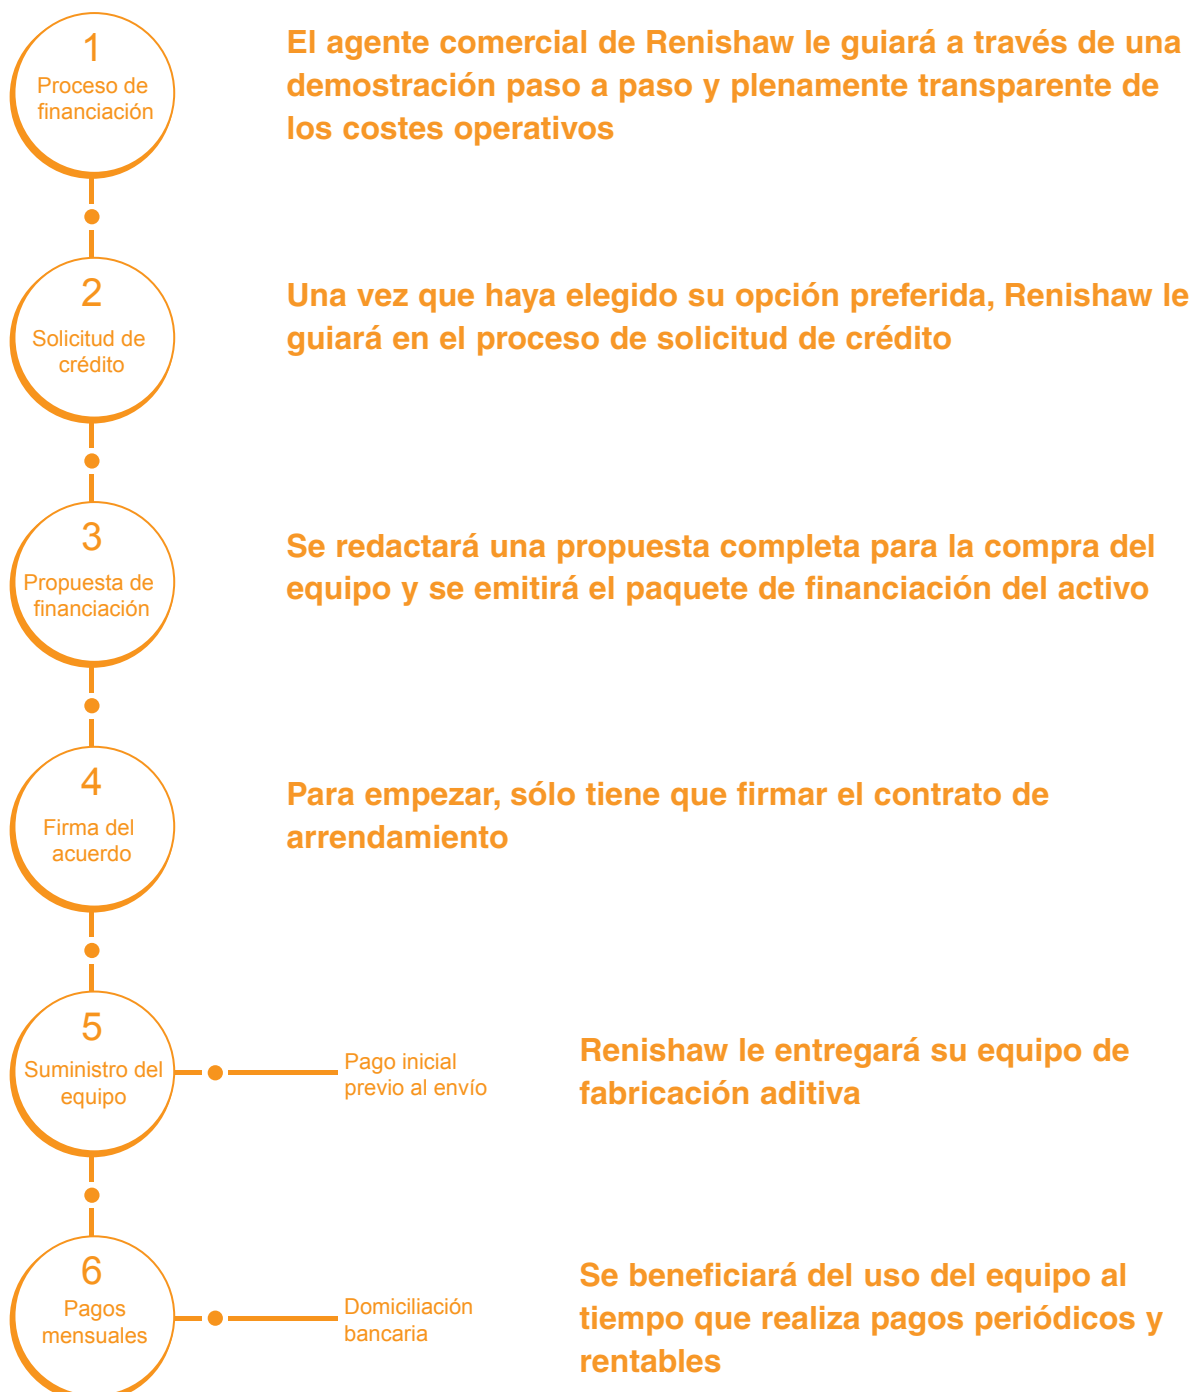 1
Proceso de
financiación
El agente comercial de Renishaw le guiará a través de una
demostración paso a paso y plenamente transparente de
los costes operativos
2
Solicitud de
crédito
Una vez que haya elegido su opción preferida, Renishaw le
guiará en el proceso de solicitud de crédito
3
Propuesta de
financiación
Se redactará una propuesta completa para la compra del
equipo y se emitirá el paquete de financiación del activo
4
Firma del
acuerdo
Para empezar, sólo tiene que firmar el contrato de
arrendamiento
5
Suministro del
equipo
Pago inicial
previo al envío
Renishaw le entregará su equipo de
fabricación aditiva
6
Pagos
mensuales
Domiciliación
bancaria
Se beneficiará del uso del equipo al
tiempo que realiza pagos periódicos y
rentables